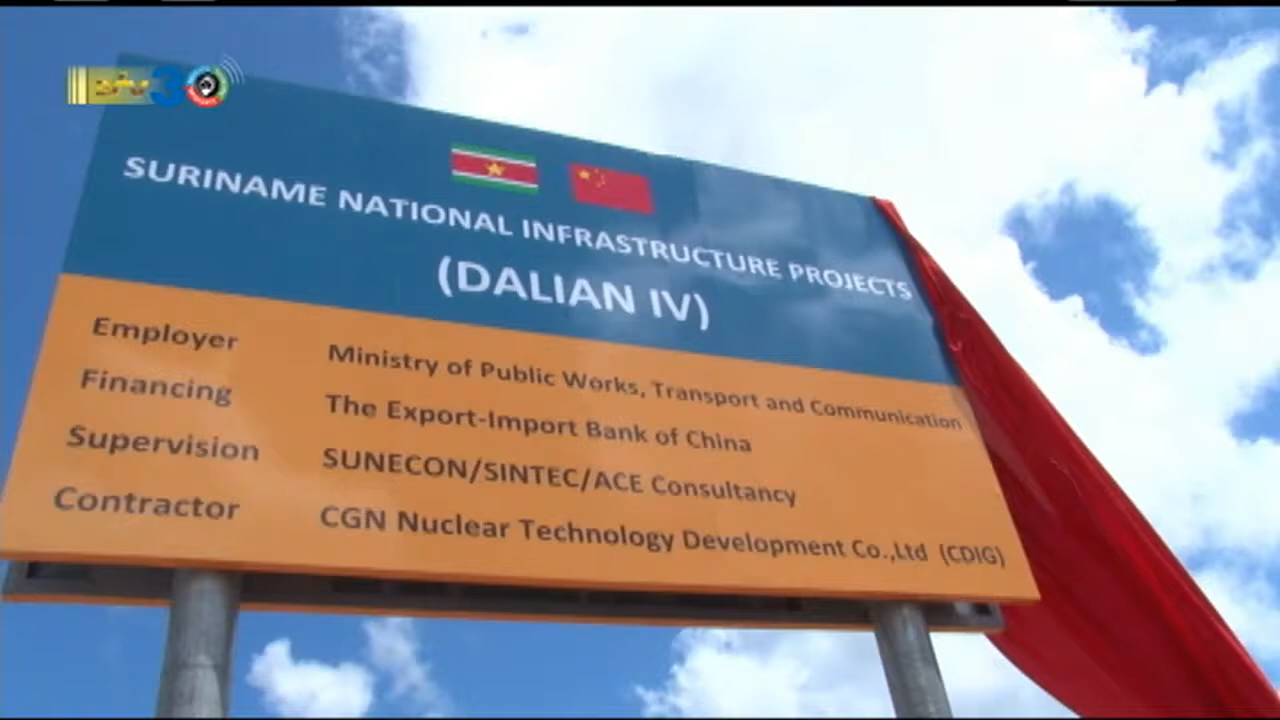 SURINAME NATIONAL INFRASTRUCTURE PROJECTS
(DALIAN IV)
Employer Ministry of Public Works, Transport and Communication
Financing The Export-Import Bank of China
Supervision SUNECON/SINTEC/ACE Consultancy
Contractor CGN Nuclear Technology Development Co.,Ltd (CDIG)